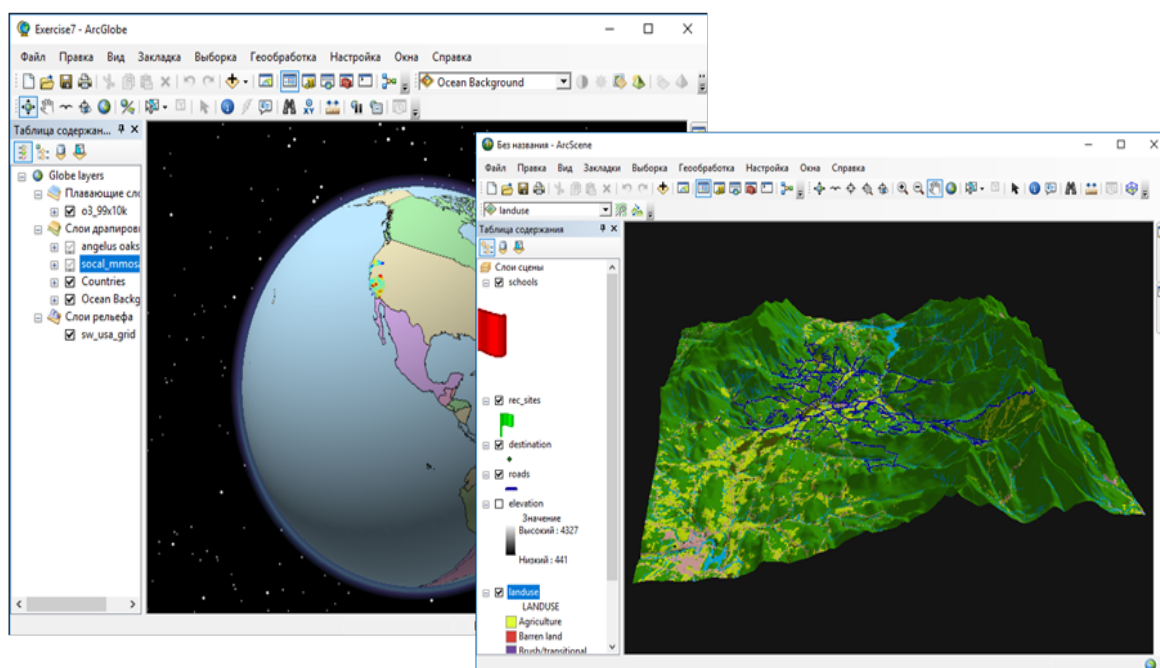 Exercise7 - ArcGlobe
Файл Правка Вид Закладка Выборка Геообработка Настройка Окна Справка
Ocean Background
Таблица содержан...
Globe layers
Плавающие сло
o3_99x10k
Слои драпиров
angelus oaks
socal_mmosa
Countries
Ocean Backg
Слои рельефа
sw_usa_grid
Без названия - ArcScene
Файл Правка Вид Закладки Выборка Геообработка Настройка Окна Справка
landuse
Таблица содержания
Слои сцены
schools
rec_sites
destination
roads
elevation
Значение
Высокий : 4327
Низкий : 441
landuse
LANDUSE
Agriculture
Barren land
Brush/transitional